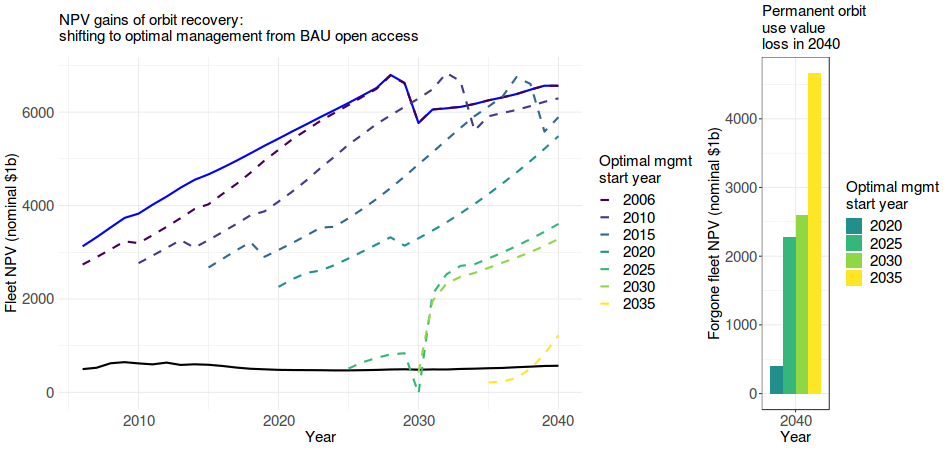 NPV gains of orbit recovery:
shifting to optimal management from BAU open access
Fleet NPV (nominal $1b)
6000
4000
2000
0
2010
2020
2030
2040
Year
Optimal mgmt
start year
2006
2010
2015
2020
2025
2030
2035
Permanent orbit
use value
loss in 2040
Forgone fleet NPV (nominal $1b)
4000
3000
2000
1000
0
2040
Year
Optimal mgmt
start year
2020
2025
2030
2035